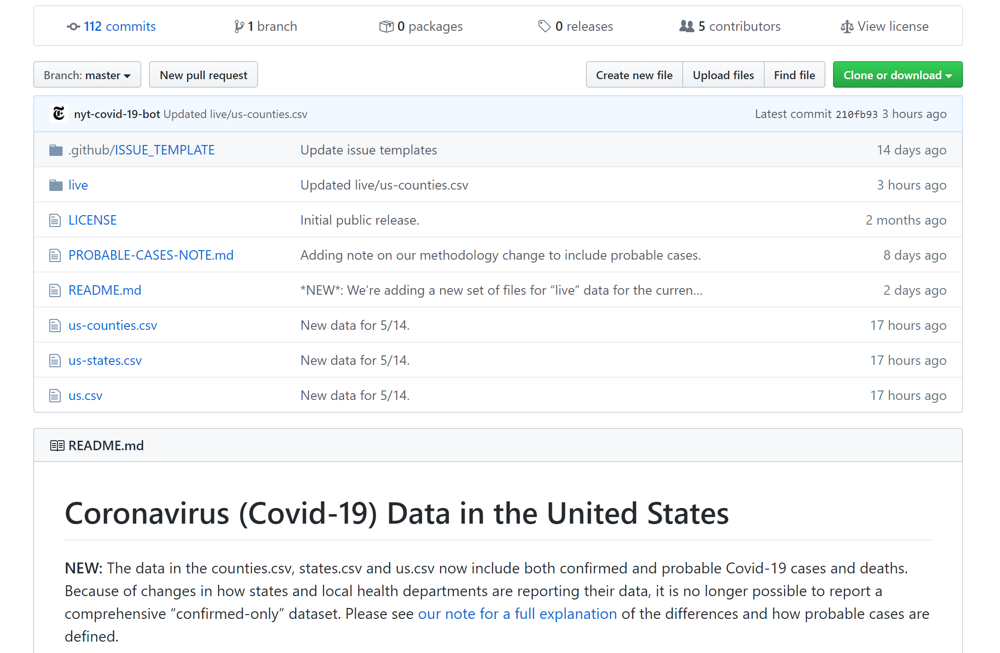 112 commits 1 branch 0 packages 0 releases 5 contributors View license
Branch: master New pull request Create new file Upload files Find file Clone or download
nyt-covid-19-bot Updated live/us-counties.csv Latest commit 210fb93 3 hours ago
.github/ISSUE_TEMPLATE Update issue templates 14 days ago
live Updated live/us-counties.csv 3 hours ago
LICENSE Initial public release. 2 months ago
PROBABLE-CASES-NOTE.md Adding note on our methodology change to include probable cases. 8 days ago
README.md *NEW*: We’re adding a new set of files for “live” data for the curren... 2 days ago
us-counties.csv New data for 5/14. 17 hours ago
us-states.csv New data for 5/14. 17 hours ago
us.csv New data for 5/14. 17 hours ago
README.md
Coronavirus (Covid-19) Data in the United States
NEW: The data in the counties.csv, states.csv and us.csv now include both confirmed and probable Covid-19 cases and deaths.
Because of changes in how states and local health departments are reporting their data, it is no longer possible to report a
comprehensive “confirmed-only” dataset. Please see our note for a full explanation of the differences and how probable cases are
defined.